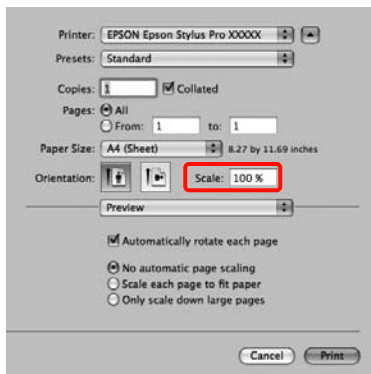 Printer: EPSON Epson Stylus Pro XXXXX
Presets: Standard
Copies: 1 Collated
Pages: All
From: 1 to: 1
Paper Size: A4 (Sheet) 8.27 by 11.69 inches
Orientation: Scale: 100 %
Preview
Automatically rotate each page
No automatic page scaling
Scale each page to fit paper
Only scale down large pages
Cancel Print